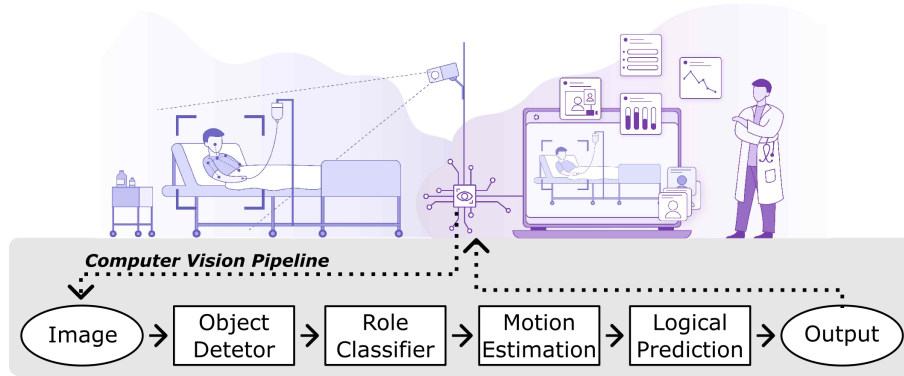 Computer Vision Pipeline
Image
Object
Detetor
Role
Classifier
Motion
Estimation
Logical
Prediction
Output